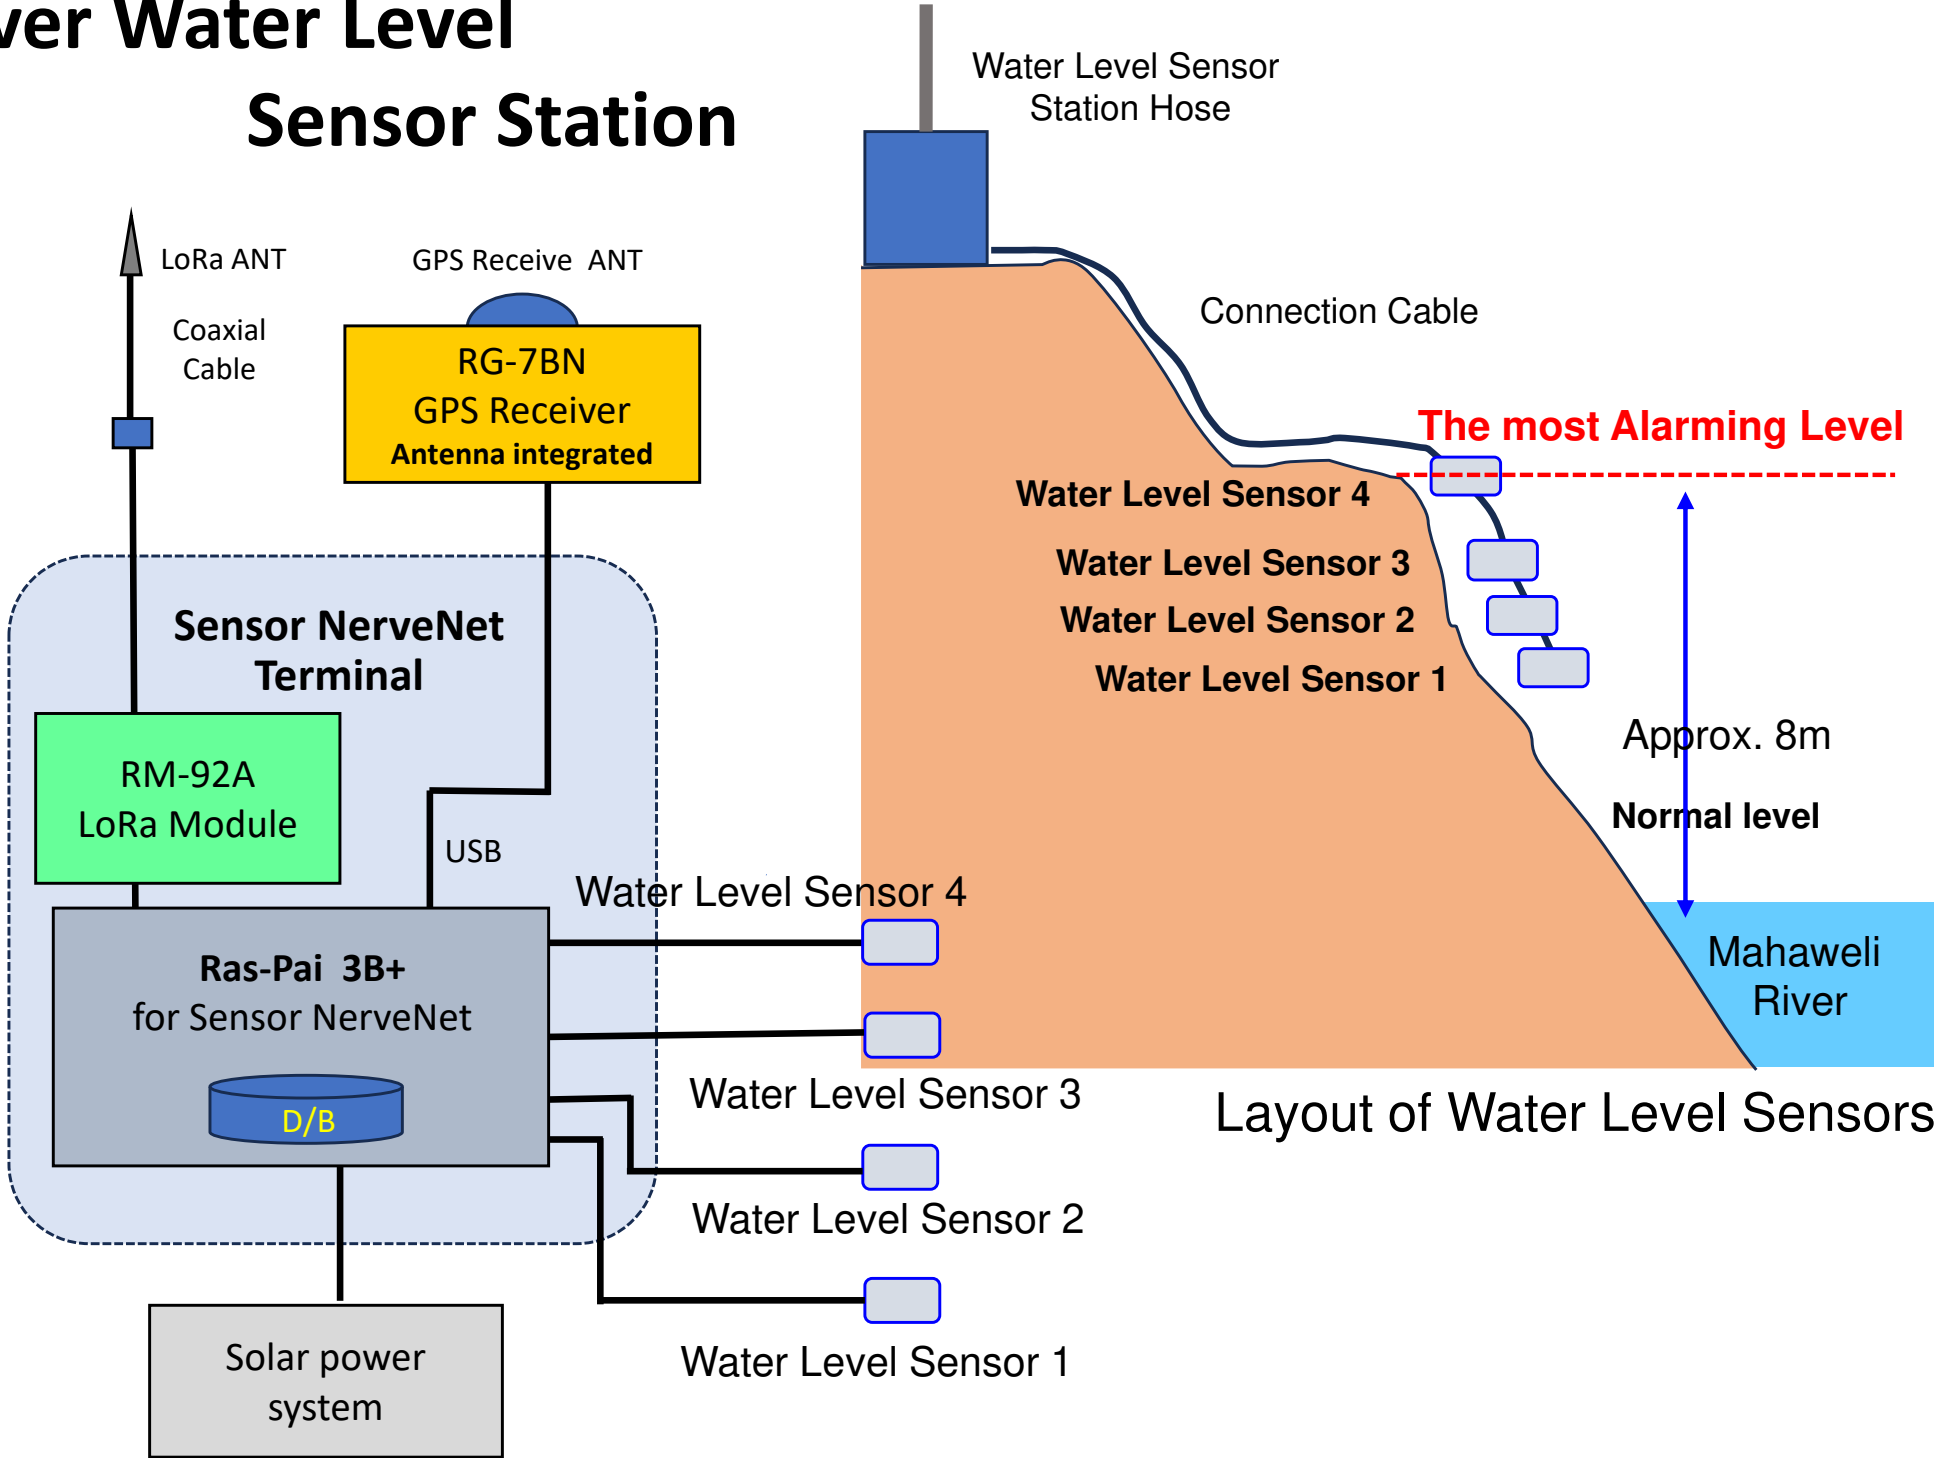 ver Water Level
Sensor Station
LoRa ANT
Coaxial
Cable
GPS Receive ANT
RG-7BN
GPS Receiver
Antenna integrated
Sensor NerveNet
Terminal
RM-92A
LoRa Module
USB
Ras-Pai 3B+
for Sensor NerveNet
D/B
Solar power
system
Water Level Sensor 4
Water Level Sensor 3
Water Level Sensor 2
Water Level Sensor 1
Water Level Sensor
Station Hose
Connection Cable
The most Alarming Level
Water Level Sensor 4
Water Level Sensor 3
Water Level Sensor 2
Water Level Sensor 1
Approx. 8m
Normal level
Mahaweli
River
Layout of Water Level Sensors